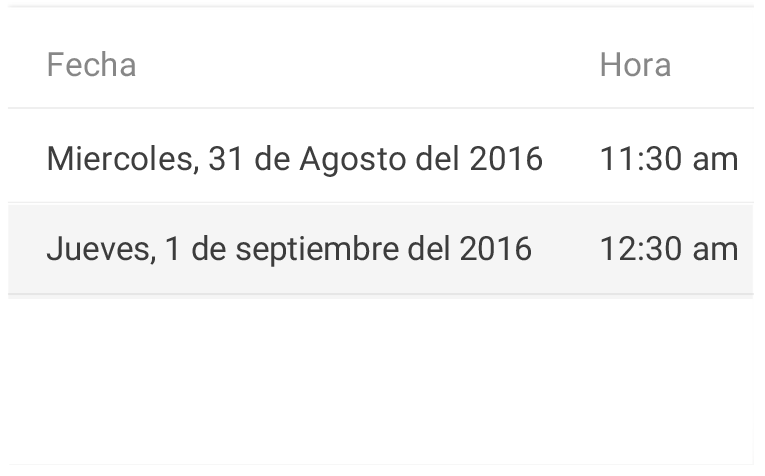 Fecha Hora
Miercoles, 31 de Agosto del 2016 11:30 am
Jueves, 1 de septiembre del 2016 12:30 am